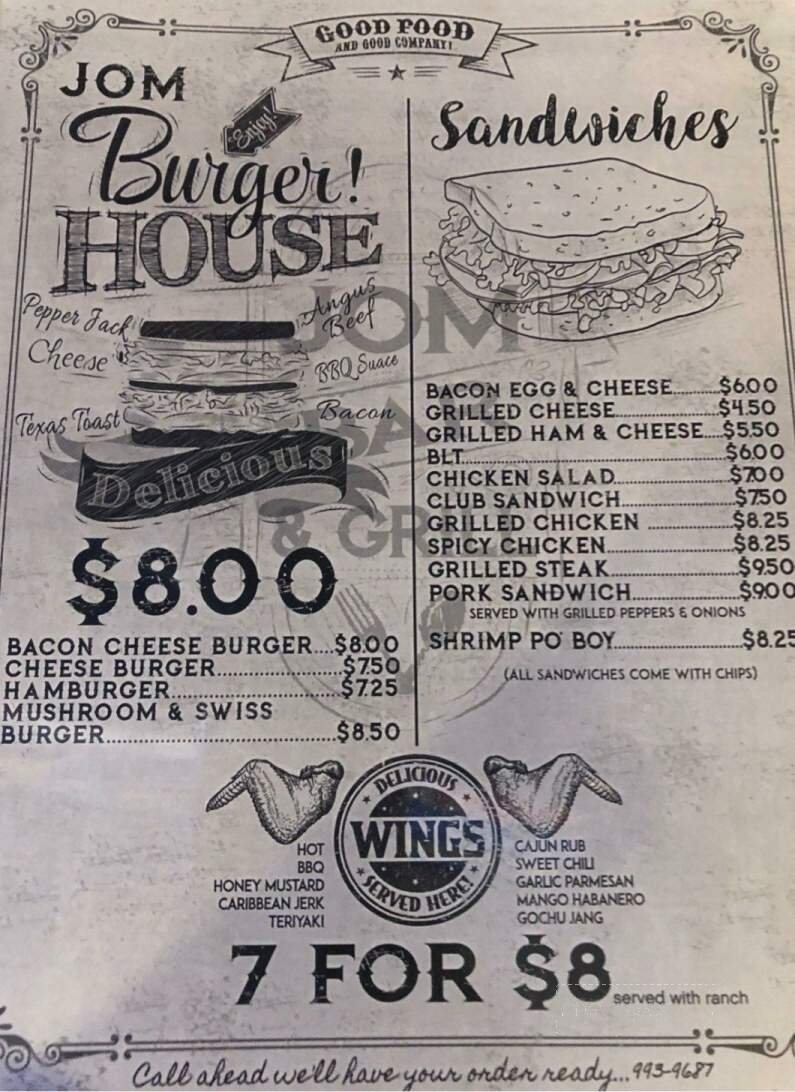 GOOD FOOD
AND GOOD COMPANY!
JOM
Enjoy!
Burger!
HOUSE
Pepper Jack
Cheese
Texas Toast
Angus
Beef
BBQ Suace
Bacon
Delicious
$8.00
BACON CHEESE BURGER....$8.00
CHEESE BURGER..................$7.50
HAMBURGER.........................$7.25
MUSHROOM & SWISS
BURGER.................................$8.50
Sandwiches
JOM
BA
& GR
BACON EGG & CHEESE..........$6.00
GRILLED CHEESE.....................$4.50
GRILLED HAM & CHEESE....$5.50
BLT.....................................................$6.00
CHICKEN SALAD.......................$7.00
CLUB SANDWICH......................$7.50
GRILLED CHICKEN .................$8.25
SPICY CHICKEN.........................$8.25
GRILLED STEAK..........................$9.50
PORK SANDWICH.....................$9.00
SERVED WITH GRILLED PEPPERS & ONIONS
SHRIMP PO' BOY.........................$8.25
(ALL SANDWICHES COME WITH CHIPS)
DELICIOUS
WINGS
SERVED HERE!
HOT
BBQ
HONEY MUSTARD
CARIBBEAN JERK
TERIYAKI
CAJUN RUB
SWEET CHILI
GARLIC PARMESAN
MANGO HABANERO
GOCHU JANG
7 FOR $8
served with ranch
Call ahead we'll have your order ready...993-9687